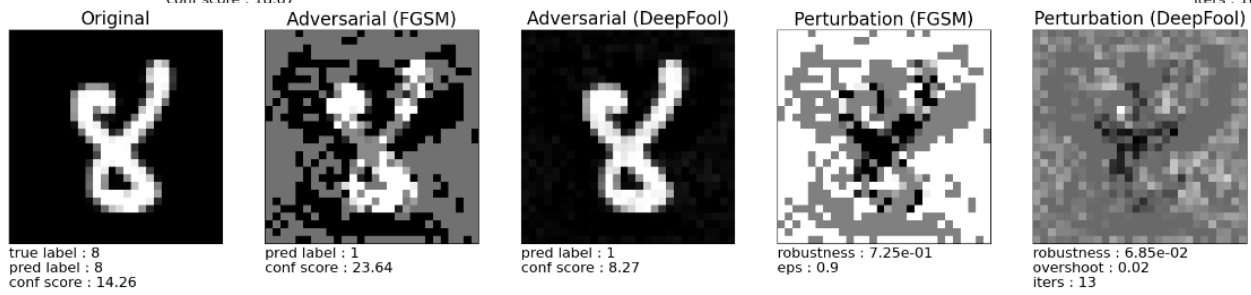 Original
Adversarial (FGSM)
Adversarial (DeepFool)
Perturbation (FGSM)
Perturbation (DeepFool)
true label : 8
pred label : 8
conf score : 14.26
pred label : 1
conf score : 23.64
pred label : 1
conf score : 8.27
robustness : 7.25e-01
eps : 0.9
robustness : 6.85e-02
overshoot : 0.02
iters : 13